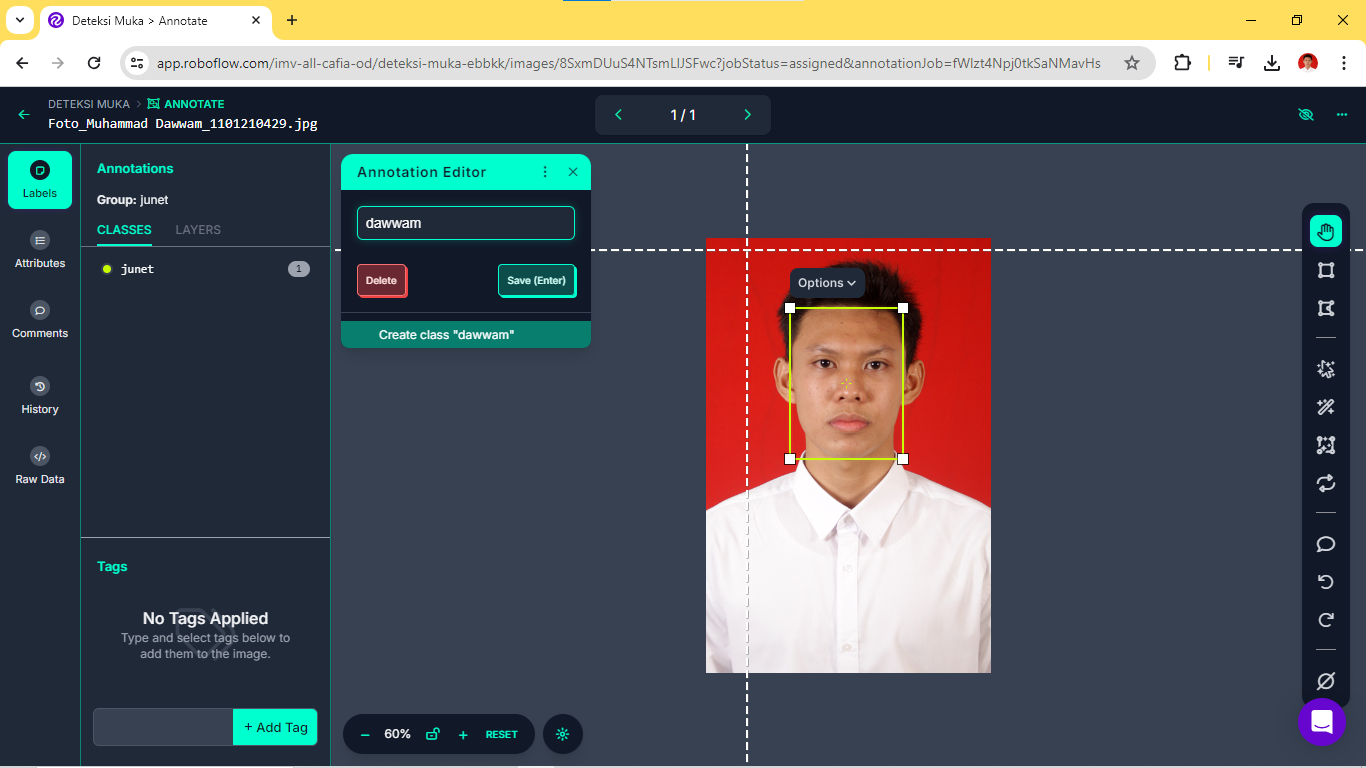 Deteksi Muka > Annotate
app.roboflow.com/imv-all-cafia-od/deteksi-muka-ebbkk/images/8SxmDUuS4NTsmLlJSFwc?jobStatus=assigned&annotationJob=fWlzt4Npj0tkSaNMavHs
DETEKSI MUKA > ANNOTATE
Foto_Muhammad Dawwam_1101210429.jpg
1 / 1
Labels
Attributes
Comments
History
Raw Data
Annotations
Group: junet
CLASSES LAYERS
junet 1
Tags
No Tags Applied
Type and select tags below to
add them to the image.
+ Add Tag
Annotation Editor
dawwam
Delete Save (Enter)
Create class "dawwam"
Options
60% RESET